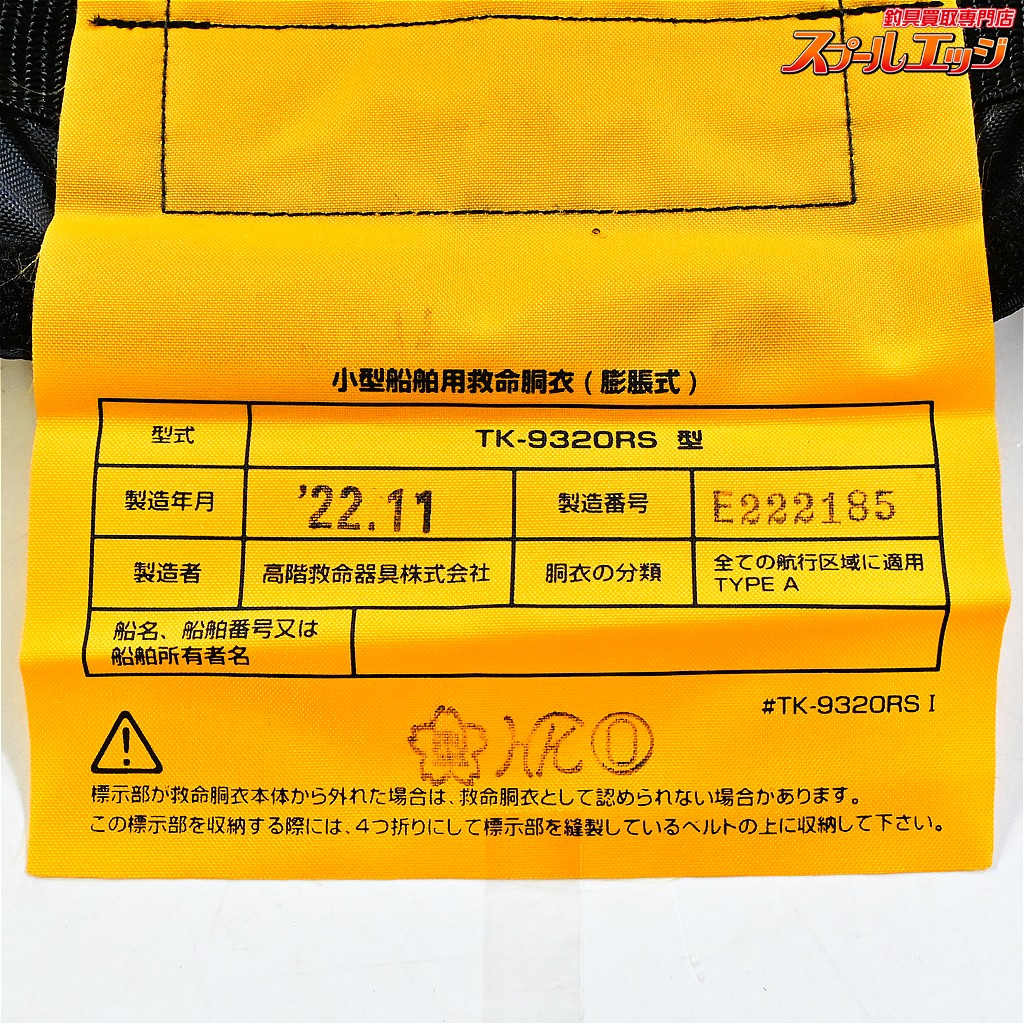 釣具買取専門店
スプールエッジ
小型船舶用救命胴衣(膨脹式)
型式 TK-9320RS 型
製造年月 '22.11 製造番号 E222185
製造者 高階救命器具株式会社 胴衣の分類 全ての航行区域に適用
TYPE A
船名、船舶番号又は
船舶所有者名
#TK-9320RS I
標示部が救命胴衣本体から外れた場合は、救命胴衣として認められない場合があります。
この標示部を収納する際には、4つ折りにして標示部を縫製しているベルトの上に収納して下さい。